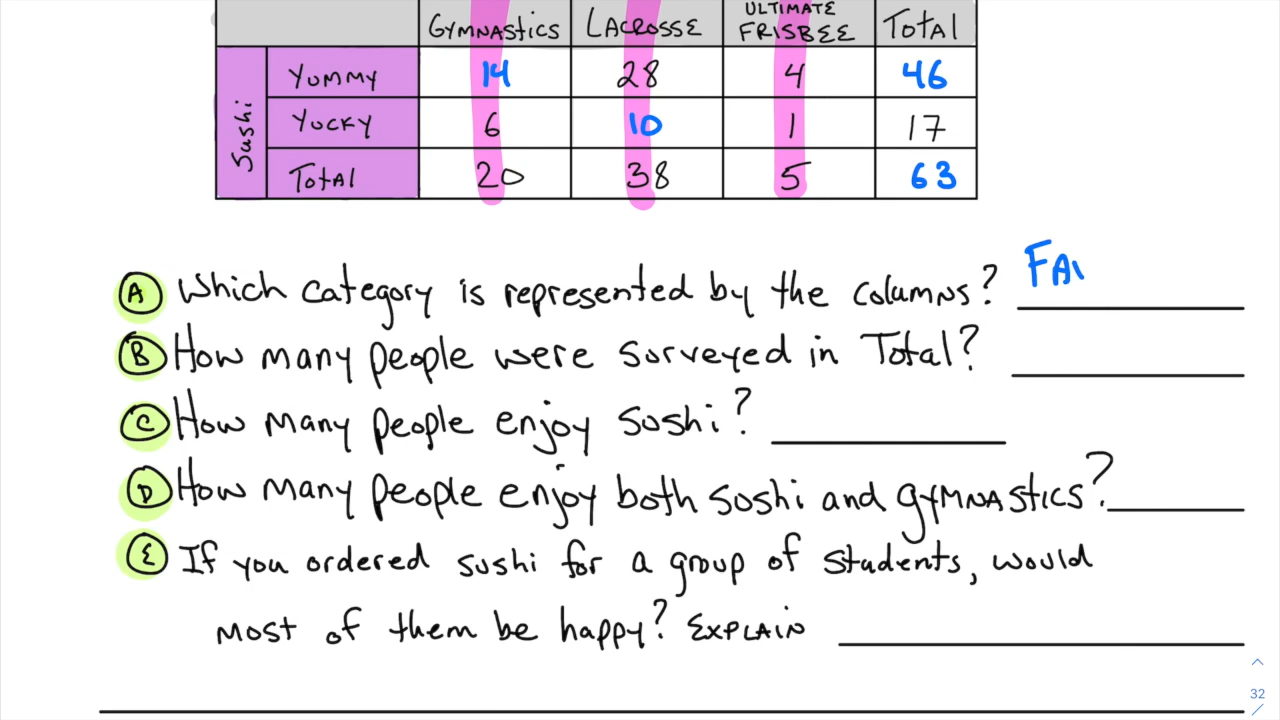 GYMNASTICS LACROSSE ULTIMATE FRISBEE TOTAL
Sushi
YUMMY 14 28 4 46
YUCKY 6 10 1 17
TOTAL 20 38 5 63
A Which category is represented by the columns? FAV
B How many people were surveyed in Total?
C How many people enjoy sushi?
D How many people enjoy both sushi and gymnastics?
E If you ordered sushi for a group of students, would
most of them be happy? EXPLAIN
32